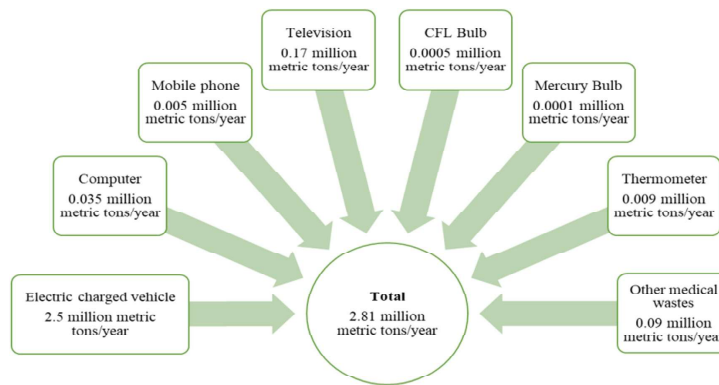 Television
0.17 million
metric tons/year
CFL Bulb
0.0005 million
metric tons/year
Mobile phone
0.005 million
metric tons/year
Mercury Bulb
0.0001 million
metric tons/year
Computer
0.035 million
metric tons/year
Thermometer
0.009 million
metric tons/year
Electric charged vehicle
2.5 million metric
tons/year
Total
2.81 million
metric tons/year
Other medical
wastes
0.09 million
metric tons/year